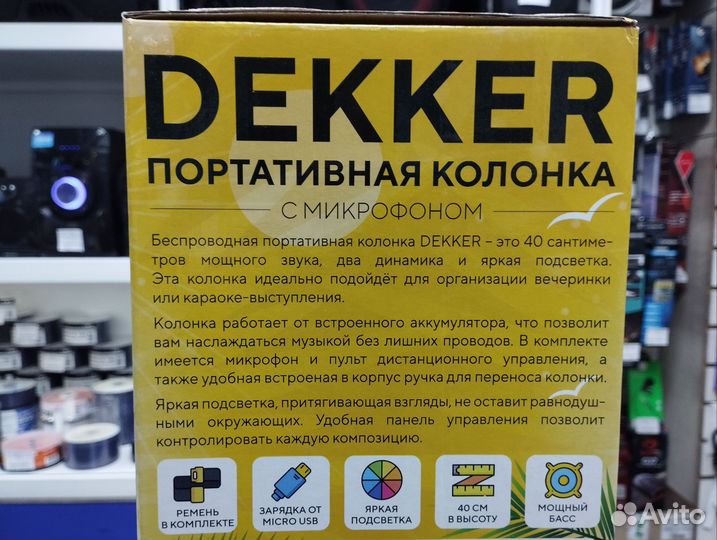 DEKKER
ПОРТАТИВНАЯ КОЛОНКА
С МИКРОФОНОМ
Беспроводная портативная колонка DEKKER – это 40 сантиме-
тров мощного звука, два динамика и яркая подсветка.
Эта колонка идеально подойдёт для организации вечеринки
или караоке-выступления.
Колонка работает от встроенного аккумулятора, что позволит
вам наслаждаться музыкой без лишних проводов. В комплекте
имеется микрофон и пульт дистанционного управления, а
также удобная встроеная в корпус ручка для переноса колонки.
Яркая подсветка, притягивающая взгляды, не оставит равнодуш-
ными окружающих. Удобная панель управления позволит
контролировать каждую композицию.
РЕМЕНЬ
В КОМПЛЕКТЕ
ЗАРЯДКА ОТ
MICRO USB
ЯРКАЯ
ПОДСВЕТКА
40 СМ
В ВЫСОТУ
МОЩНЫЙ
БАСС
Avito